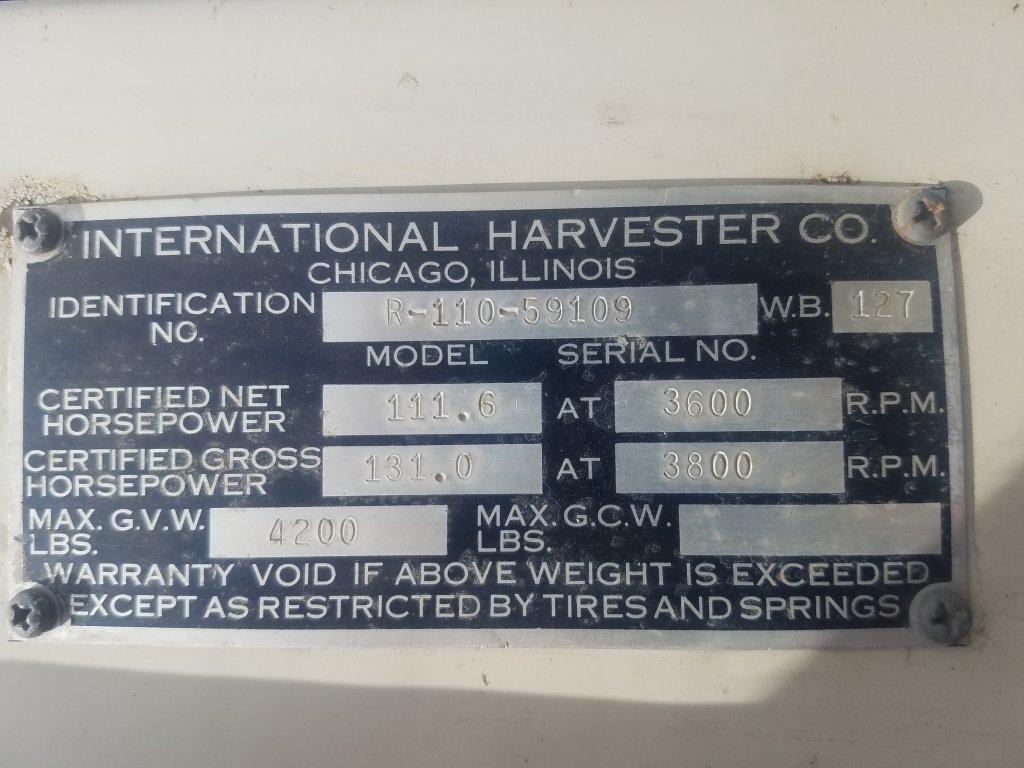 INTERNATIONAL HARVESTER CO.
CHICAGO, ILLINOIS
IDENTIFICATION NO. R-110-59109 W.B. 127
MODEL SERIAL NO.
CERTIFIED NET HORSEPOWER 111.6 AT 3600 R.P.M.
CERTIFIED GROSS HORSEPOWER 131.0 AT 3800 R.P.M.
MAX. G.V.W. LBS. 4200 MAX. G.C.W. LBS.
WARRANTY VOID IF ABOVE WEIGHT IS EXCEEDED
EXCEPT AS RESTRICTED BY TIRES AND SPRINGS